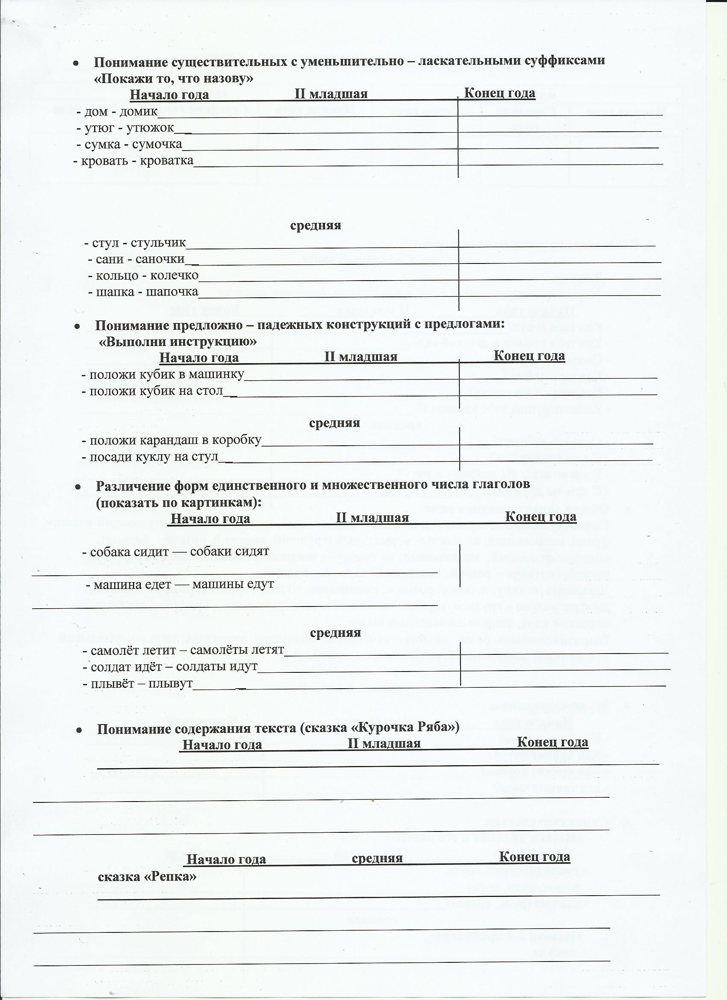 • Понимание существительных с уменьшительно – ласкательными суффиксами
«Покажи то, что назову»
Начало года II младшая Конец года
- дом - домик
- утюг - утюжок
- сумка - сумочка
- кровать - кроватка
средняя
- стул - стульчик
- сани - саночки
- кольцо - колечко
- шапка - шапочка
• Понимание предложно – падежных конструкций с предлогами:
«Выполни инструкцию»
Начало года II младшая Конец года
- положи кубик в машинку
- положи кубик на стол
средняя
- положи карандаш в коробку
- посади куклу на стул
• Различение форм единственного и множественного числа глаголов
(показать по картинкам):
Начало года II младшая Конец года
- собака сидит — собаки сидят
- машина едет — машины едут
средняя
- самолёт летит – самолёты летят
- солдат идёт – солдаты идут
- плывёт – плывут
• Понимание содержания текста (сказка «Курочка Ряба»)
Начало года II младшая Конец года
Начало года средняя Конец года
сказка «Репка»